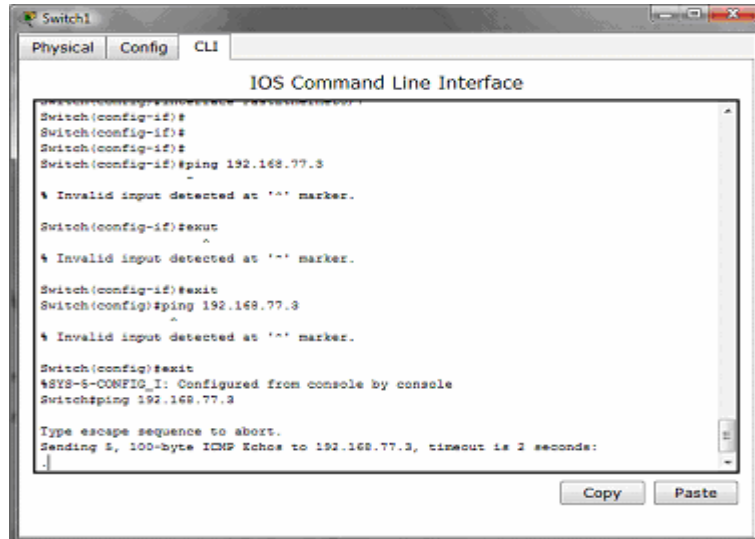 Switch1
Physical Config CLI
IOS Command Line Interface
Switch(config-if)#
Switch(config-if)#
Switch(config-if)#
Switch(config-if)#ping 192.168.77.3
^
% Invalid input detected at '^' marker.
Switch(config-if)#exut
^
% Invalid input detected at '^' marker.
Switch(config-if)#exit
Switch(config)#ping 192.168.77.3
^
% Invalid input detected at '^' marker.
Switch(config)#exit
%SYS-5-CONFIG_I: Configured from console by console
Switch#ping 192.168.77.3
Type escape sequence to abort.
Sending 5, 100-byte ICMP Echos to 192.168.77.3, timeout is 2 seconds:
.
Copy Paste